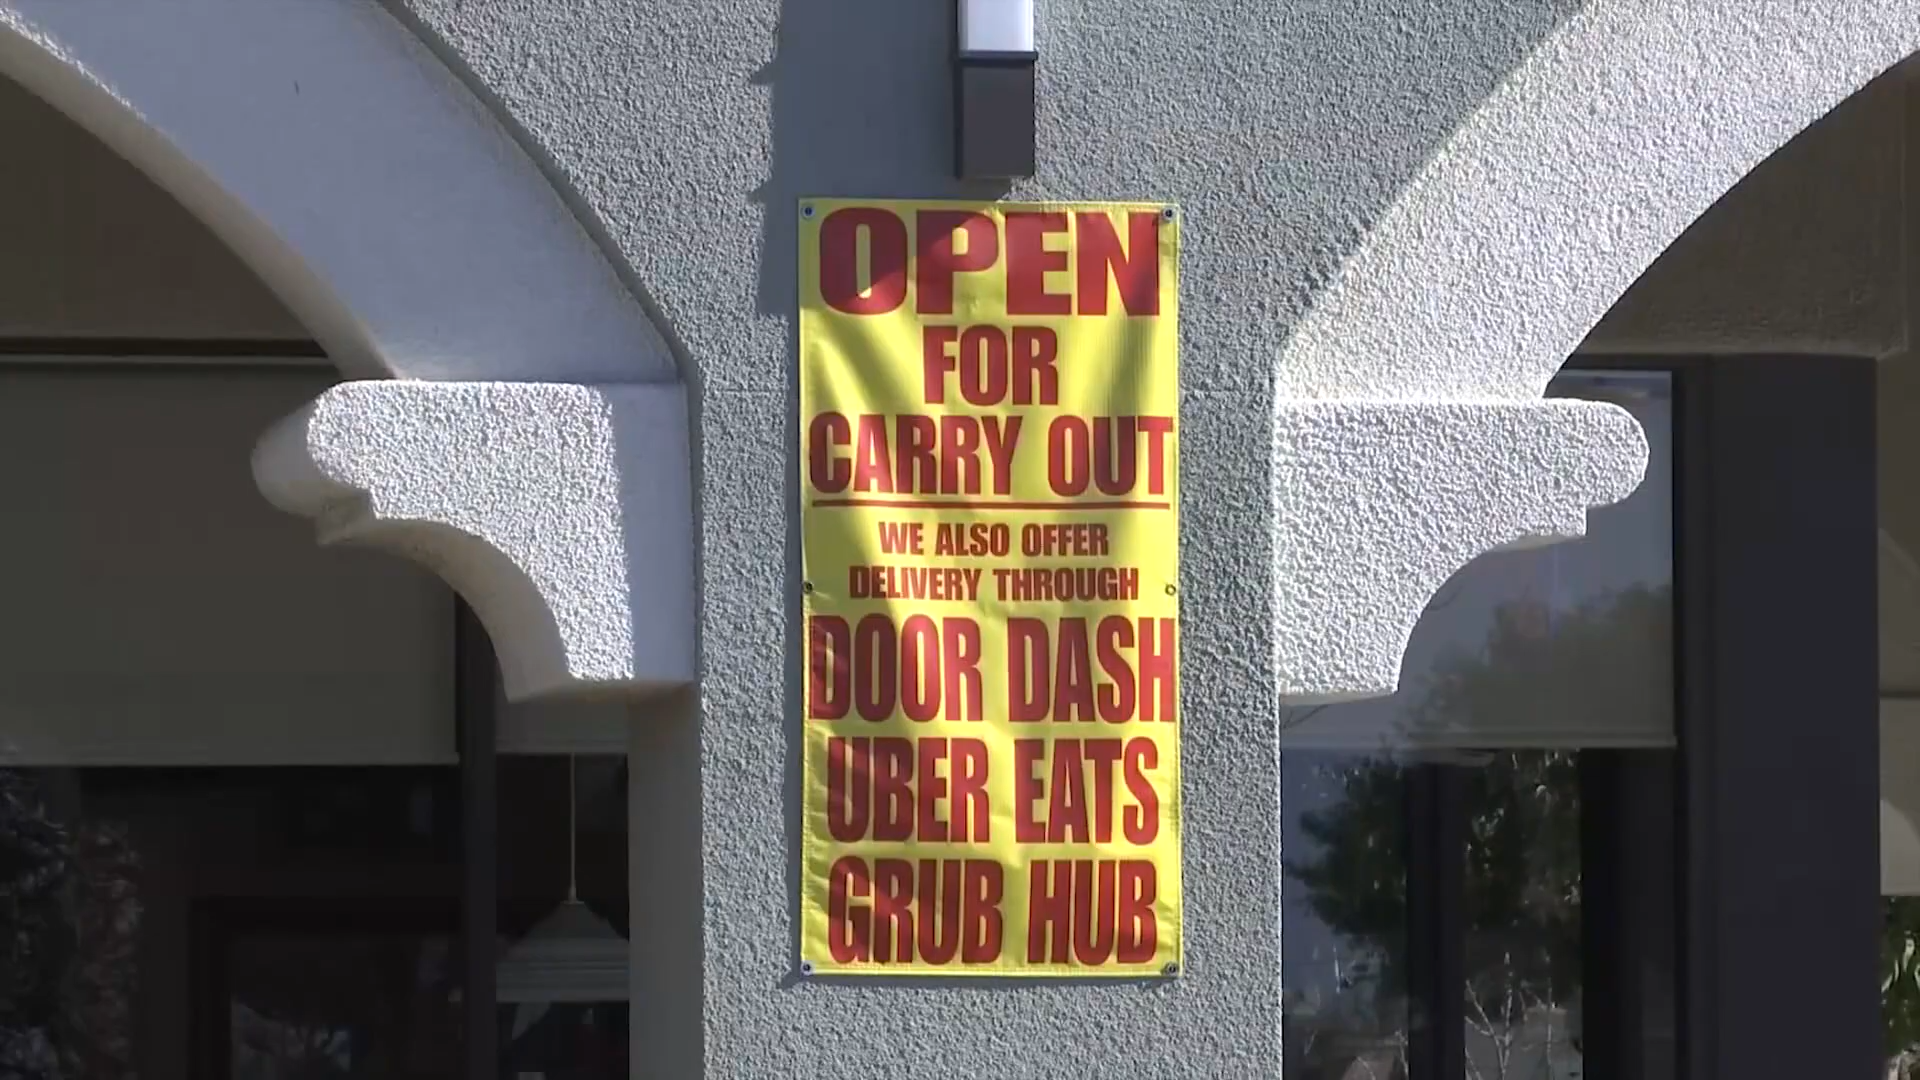 OPEN
FOR
CARRY OUT
WE ALSO OFFER
DELIVERY THROUGH
DOOR DASH
UBER EATS
GRUB HUB